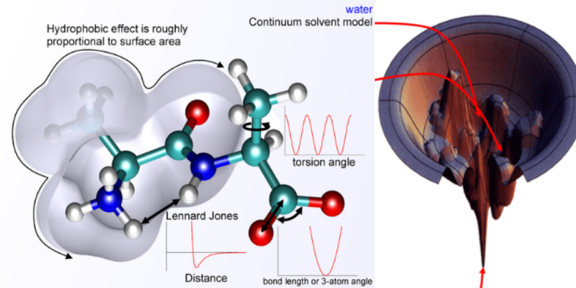 Hydrophobic effect is roughly
proportional to surface area
water
Continuum solvent model
torsion angle
Lennard Jones
Distance
bond length or 3-atom angle